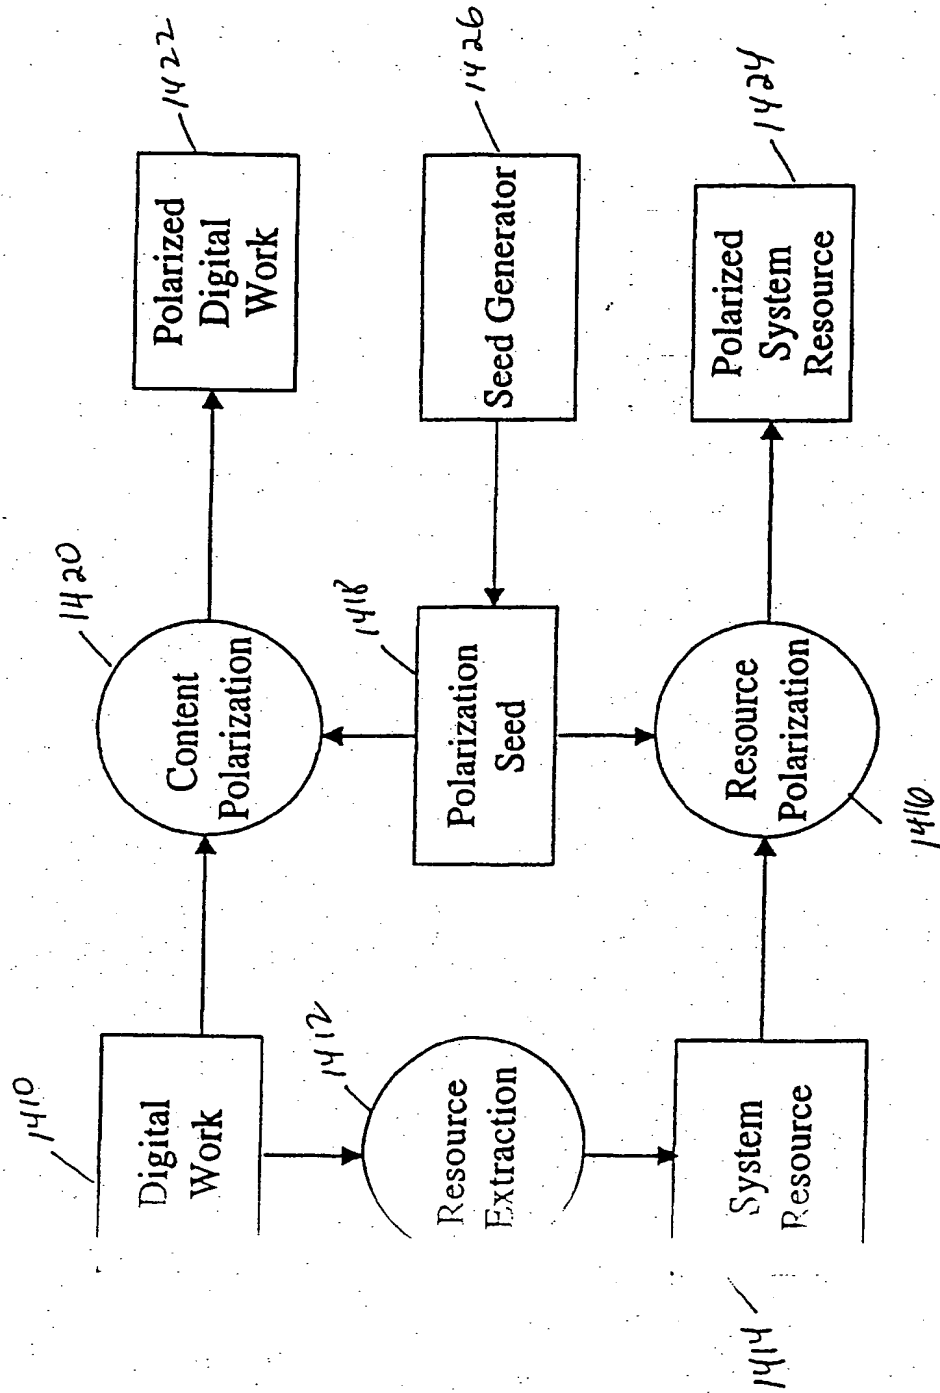 1410
Digital
Work
1420
Content
Polarization
1422
Polarized
Digital
Work
1412
Resource
Extraction
1418
Polarization
Seed
1426
Seed Generator
1414
System
Resource
Resource
Polarization
1416
1424
Polarized
System
Resource